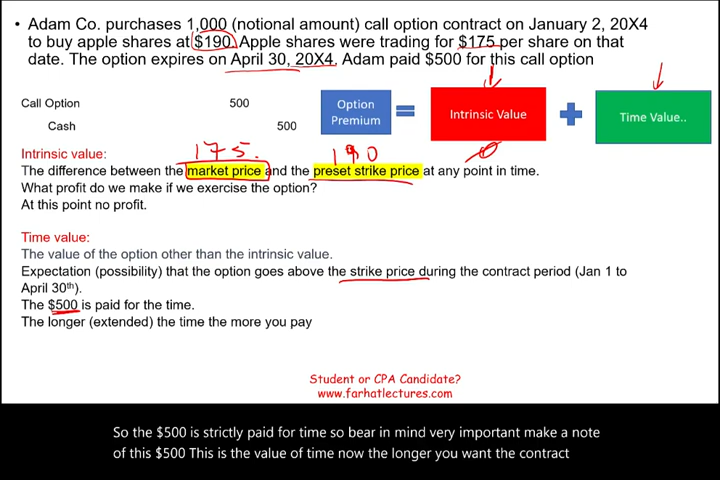 • Adam Co. purchases 1,000 (notional amount) call option contract on January 2, 20X4
to buy apple shares at $190. Apple shares were trading for $175 per share on that
date. The option expires on April 30, 20X4. Adam paid $500 for this call option
Call Option 500
Cash 500
Option
Premium
=
Intrinsic Value
+
Time Value..
Intrinsic value:
175. 190 0
The difference between the market price and the preset strike price at any point in time.
What profit do we make if we exercise the option?
At this point no profit.
Time value:
The value of the option other than the intrinsic value.
Expectation (possibility) that the option goes above the strike price during the contract period (Jan 1 to
April 30th).
The $500 is paid for the time.
The longer (extended) the time the more you pay
Student or CPA Candidate?
www.farhatlectures.com
So the $500 is strictly paid for time so bear in mind very important make a note
of this $500 This is the value of time now the longer you want the contract